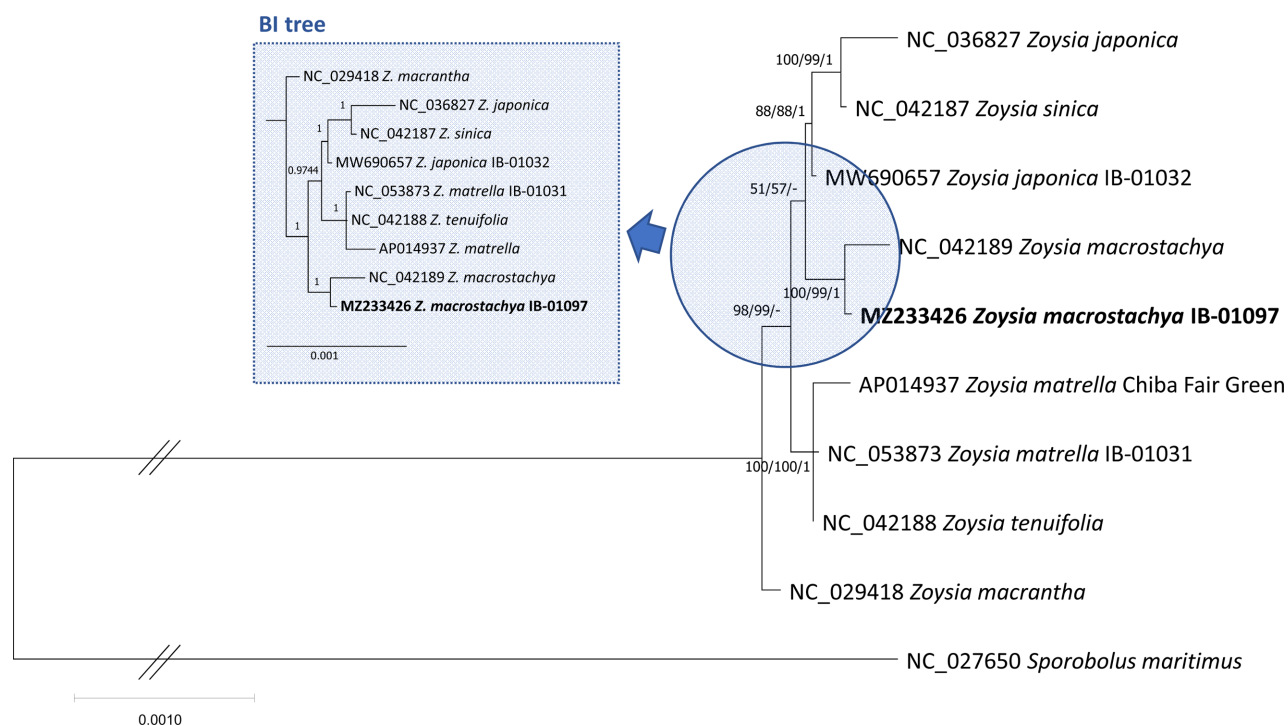 BI tree
NC_029418 Z. macrantha
1
NC_036827 Z. japonica
1
NC_042187 Z. sinica
MW690657 Z. japonica IB-01032
0.9744
NC_053873 Z. matrella IB-01031
1
NC_042188 Z. tenuifolia
1
AP014937 Z. matrella
1
NC_042189 Z. macrostachya
MZ233426 Z. macrostachya IB-01097
0.001
NC_036827 Zoysia japonica
100/99/1
NC_042187 Zoysia sinica
88/88/1
MW690657 Zoysia japonica IB-01032
51/57/-
NC_042189 Zoysia macrostachya
100/99/1
MZ233426 Zoysia macrostachya IB-01097
98/99/-
AP014937 Zoysia matrella Chiba Fair Green
NC_053873 Zoysia matrella IB-01031
100/100/1
NC_042188 Zoysia tenuifolia
NC_029418 Zoysia macrantha
NC_027650 Sporobolus maritimus
0.0010